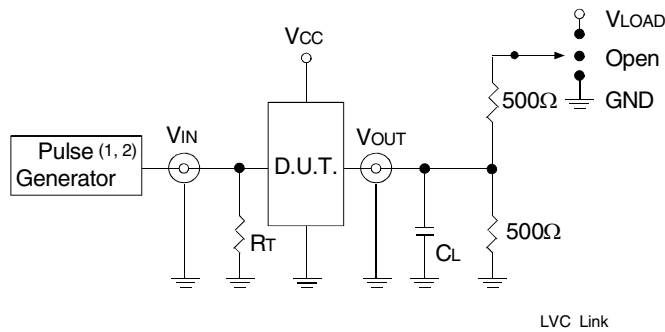 VLOAD
VCC
Open
500Ω
GND
VIN
VOUT
Pulse (1, 2)
Generator
D.U.T.
RT
CL
500Ω
LVC Link